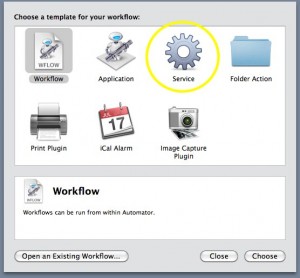 Choose a template for your workflow:
WFLOW
Workflow
Application
Service
Folder Action
JUL
17
Print Plugin
iCal Alarm
Image Capture
Plugin
Workflow
Workflows can be run from within Automator.
Open an Existing Workflow...
Close
Choose